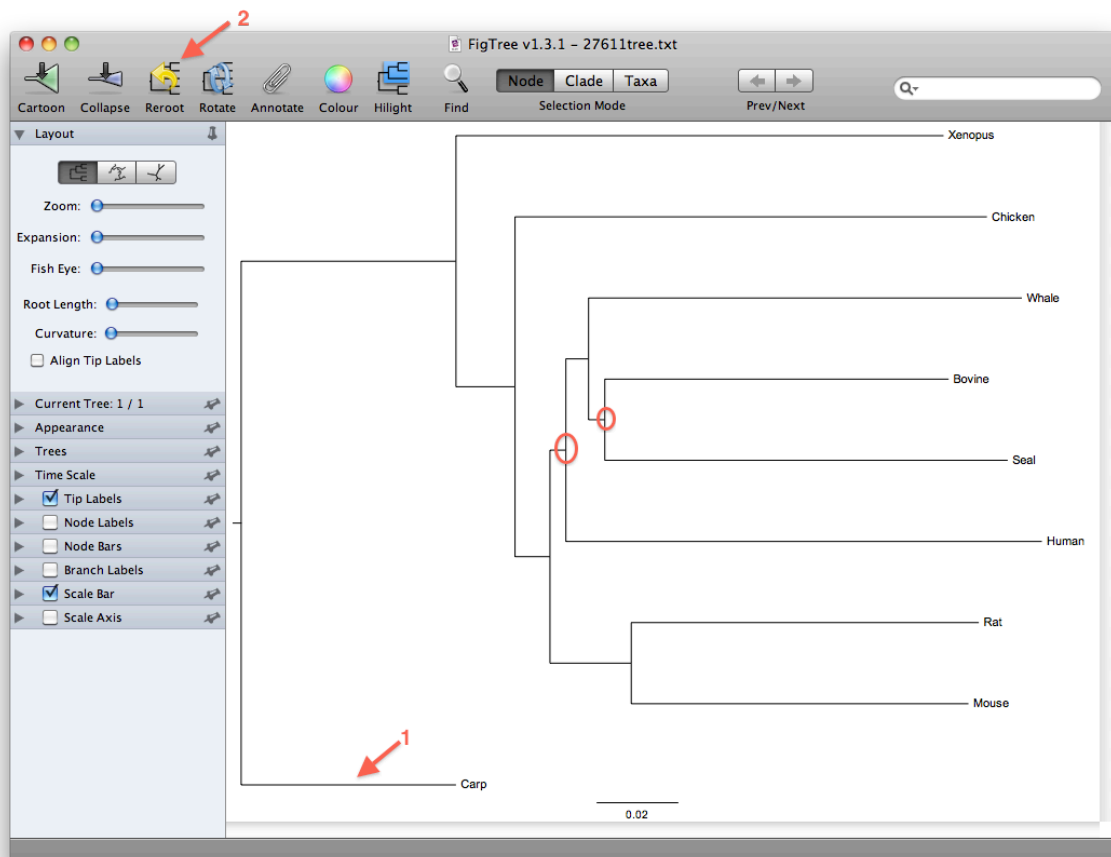 2
FigTree v1.3.1 – 27611tree.txt
Cartoon Collapse Reroot Rotate Annotate Colour Hilight Find
Node Clade Taxa
Selection Mode
Prev/Next
Layout
Zoom:
Expansion:
Fish Eye:
Root Length:
Curvature:
Align Tip Labels
Current Tree: 1 / 1
Appearance
Trees
Time Scale
Tip Labels
Node Labels
Node Bars
Branch Labels
Scale Bar
Scale Axis
Xenopus
Chicken
Whale
Bovine
Seal
Human
Rat
Mouse
1
Carp
0.02